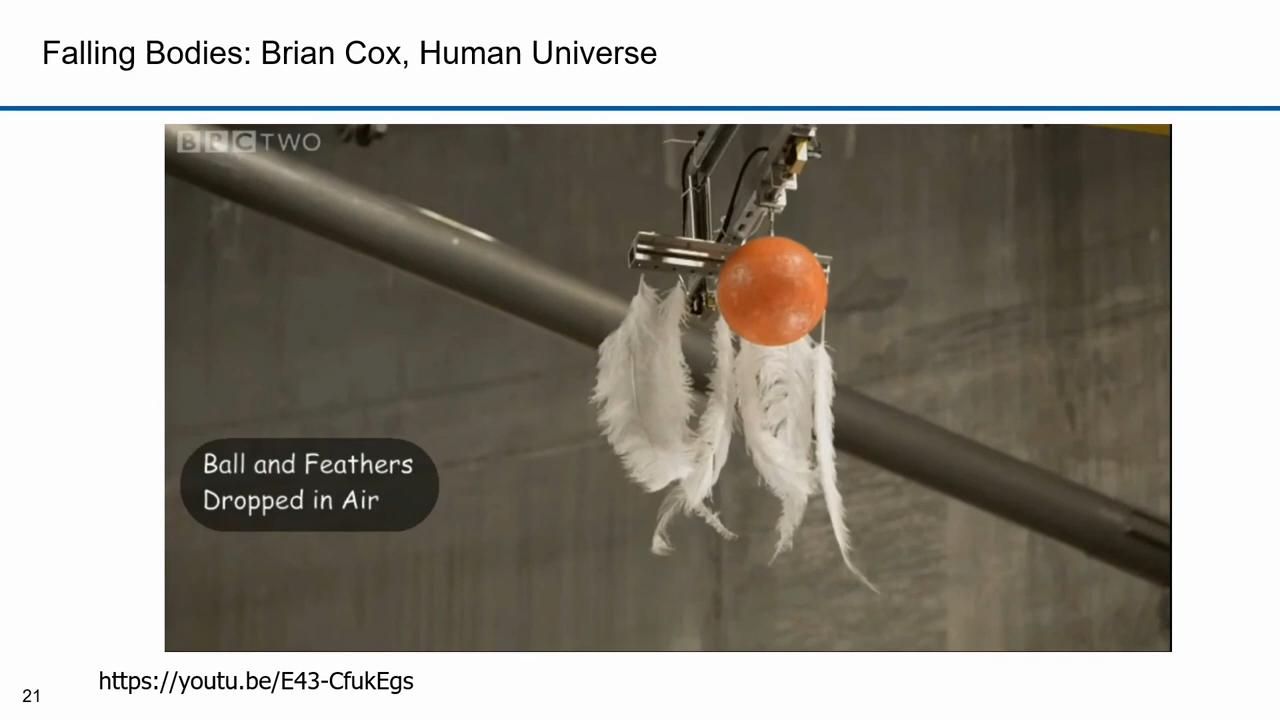 Falling Bodies: Brian Cox, Human Universe
BBC TWO
Ball and Feathers
Dropped in Air
https://youtu.be/E43-CfukEgs
21